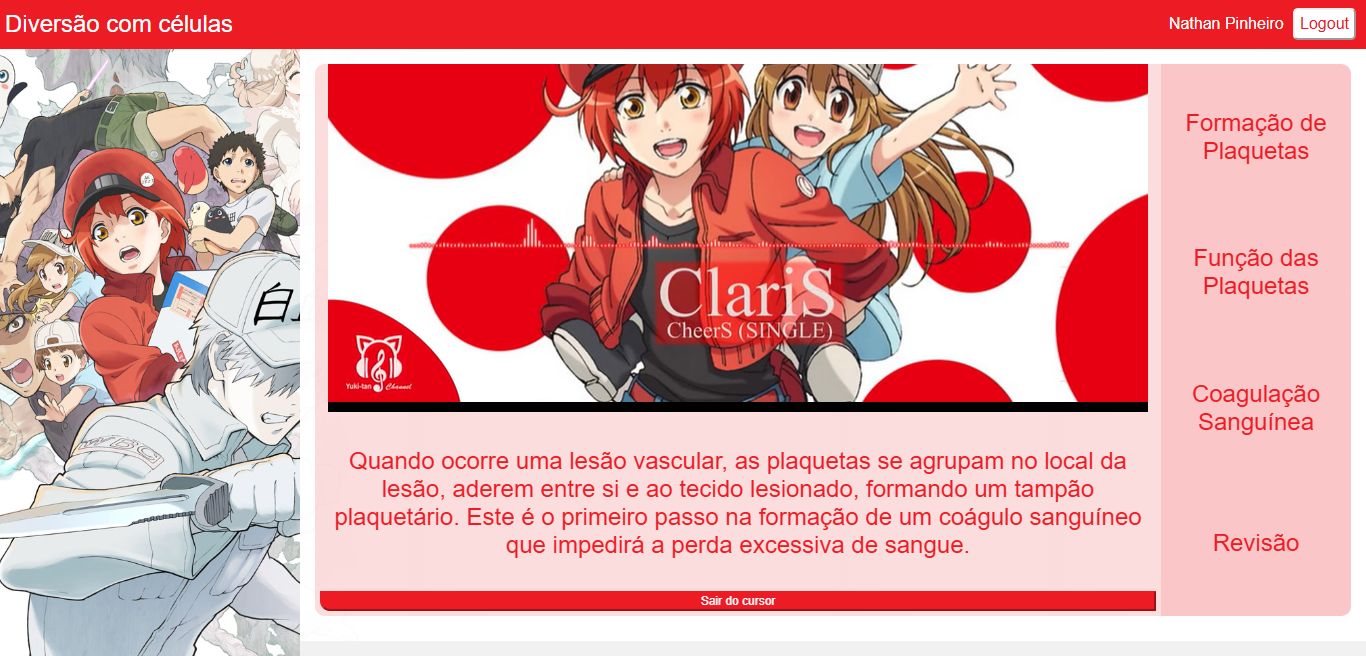 Diversão com células
Nathan Pinheiro
Logout
WBC
ClariS
CheerS (SINGLE)
Yuki-tan Channel
Quando ocorre uma lesão vascular, as plaquetas se agrupam no local da
lesão, aderem entre si e ao tecido lesionado, formando um tampão
plaquetário. Este é o primeiro passo na formação de um coágulo sanguíneo
que impedirá a perda excessiva de sangue.
Sair do cursor
Formação de
Plaquetas
Função das
Plaquetas
Coagulação
Sanguínea
Revisão